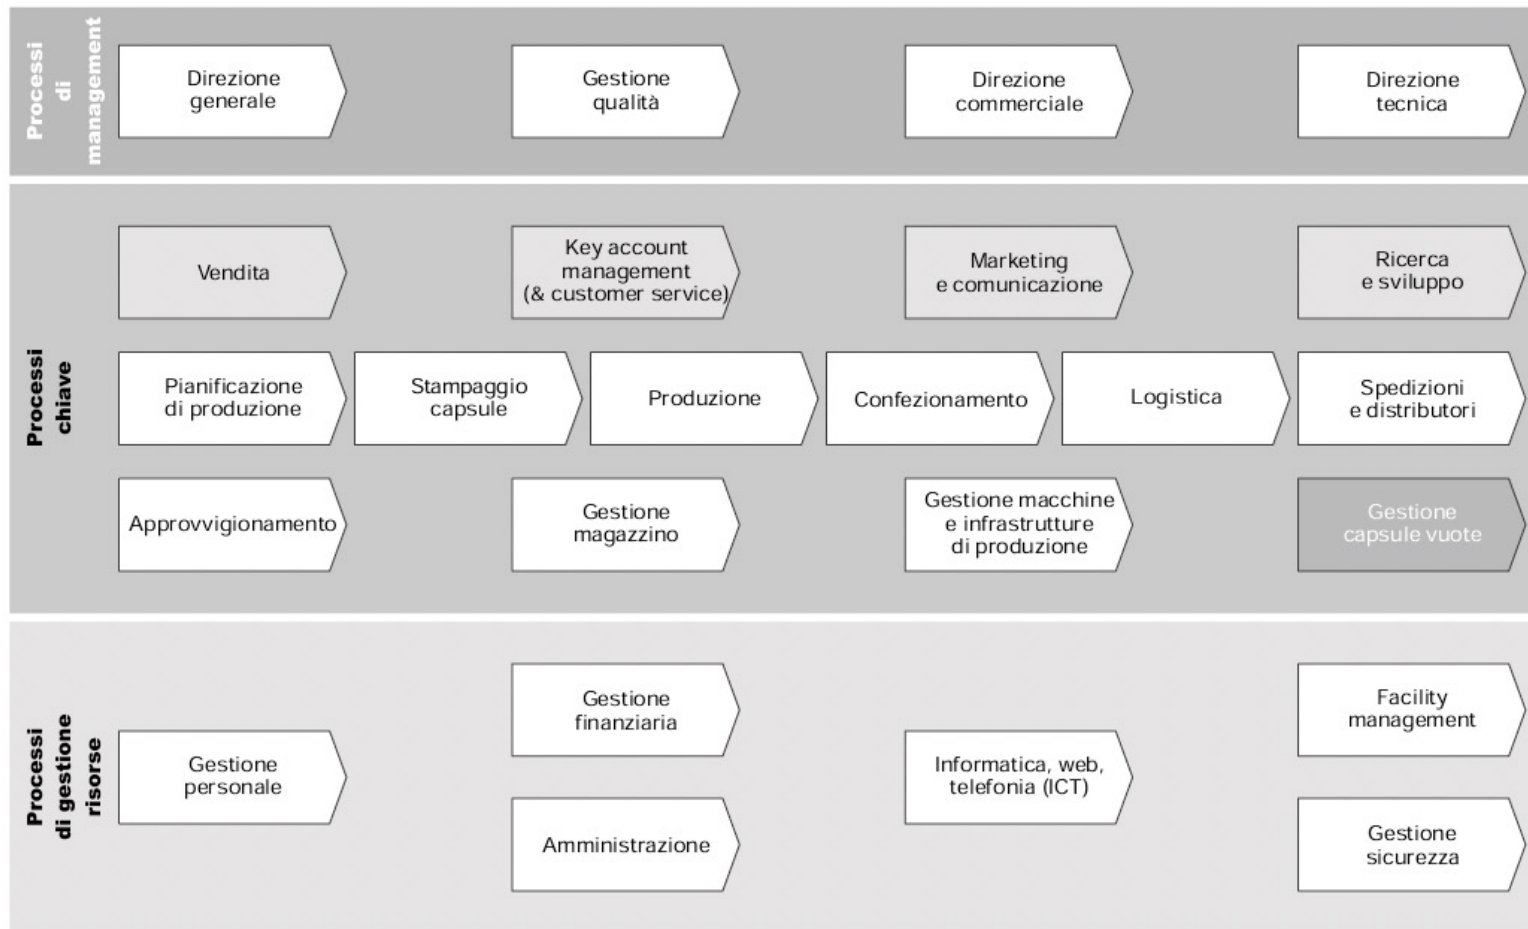 Processi
di
management
Direzione
generale
Gestione
qualità
Direzione
commerciale
Direzione
tecnica
Processi
chiave
Vendita
Key account
management
(& customer service)
Marketing
e comunicazione
Ricerca
e sviluppo
Pianificazione
di produzione
Stampaggio
capsule
Produzione
Confezionamento
Logistica
Spedizioni
e distributori
Approvvigionamento
Gestione
magazzino
Gestione macchine
e infrastrutture
di produzione
Gestione
capsule vuote
Processi
di gestione
risorse
Gestione
personale
Gestione
finanziaria
Amministrazione
Informatica, web,
telefonia (ICT)
Facility
management
Gestione
sicurezza